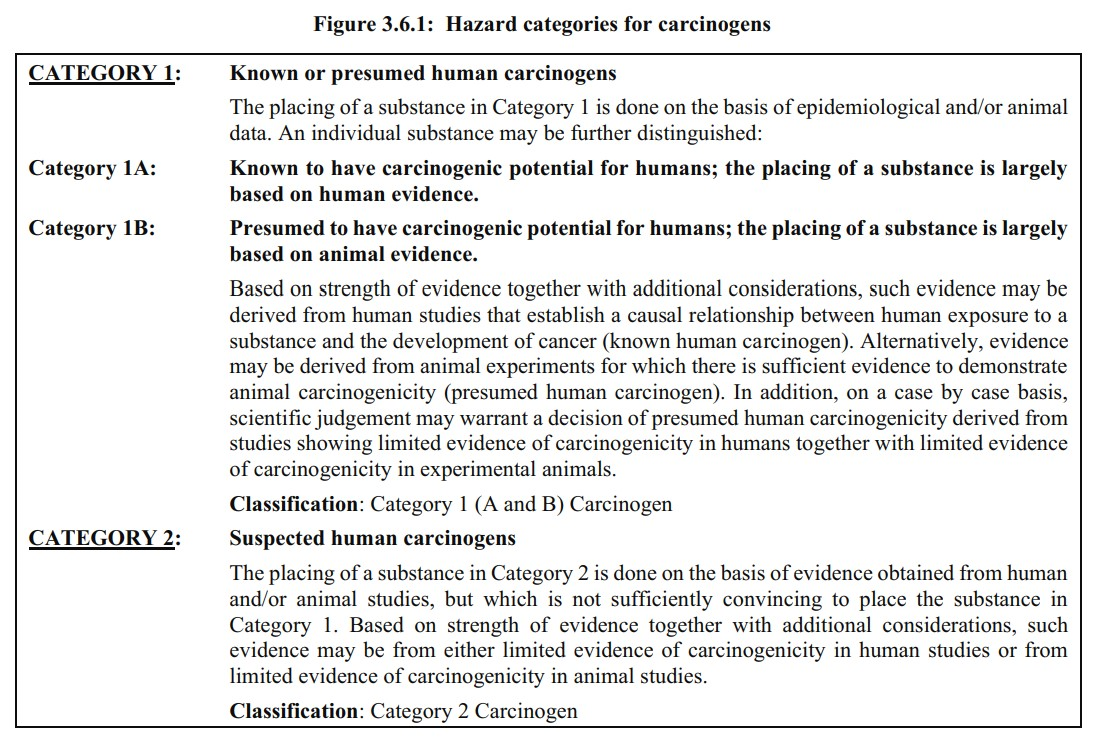 Figure 3.6.1: Hazard categories for carcinogens
CATEGORY 1: Known or presumed human carcinogens
The placing of a substance in Category 1 is done on the basis of epidemiological and/or animal
data. An individual substance may be further distinguished:
Category 1A: Known to have carcinogenic potential for humans; the placing of a substance is largely
based on human evidence.
Category 1B: Presumed to have carcinogenic potential for humans; the placing of a substance is largely
based on animal evidence.
Based on strength of evidence together with additional considerations, such evidence may be
derived from human studies that establish a causal relationship between human exposure to a
substance and the development of cancer (known human carcinogen). Alternatively, evidence
may be derived from animal experiments for which there is sufficient evidence to demonstrate
animal carcinogenicity (presumed human carcinogen). In addition, on a case by case basis,
scientific judgement may warrant a decision of presumed human carcinogenicity derived from
studies showing limited evidence of carcinogenicity in humans together with limited evidence
of carcinogenicity in experimental animals.
Classification: Category 1 (A and B) Carcinogen
CATEGORY 2: Suspected human carcinogens
The placing of a substance in Category 2 is done on the basis of evidence obtained from human
and/or animal studies, but which is not sufficiently convincing to place the substance in
Category 1. Based on strength of evidence together with additional considerations, such
evidence may be from either limited evidence of carcinogenicity in human studies or from
limited evidence of carcinogenicity in animal studies.
Classification: Category 2 Carcinogen